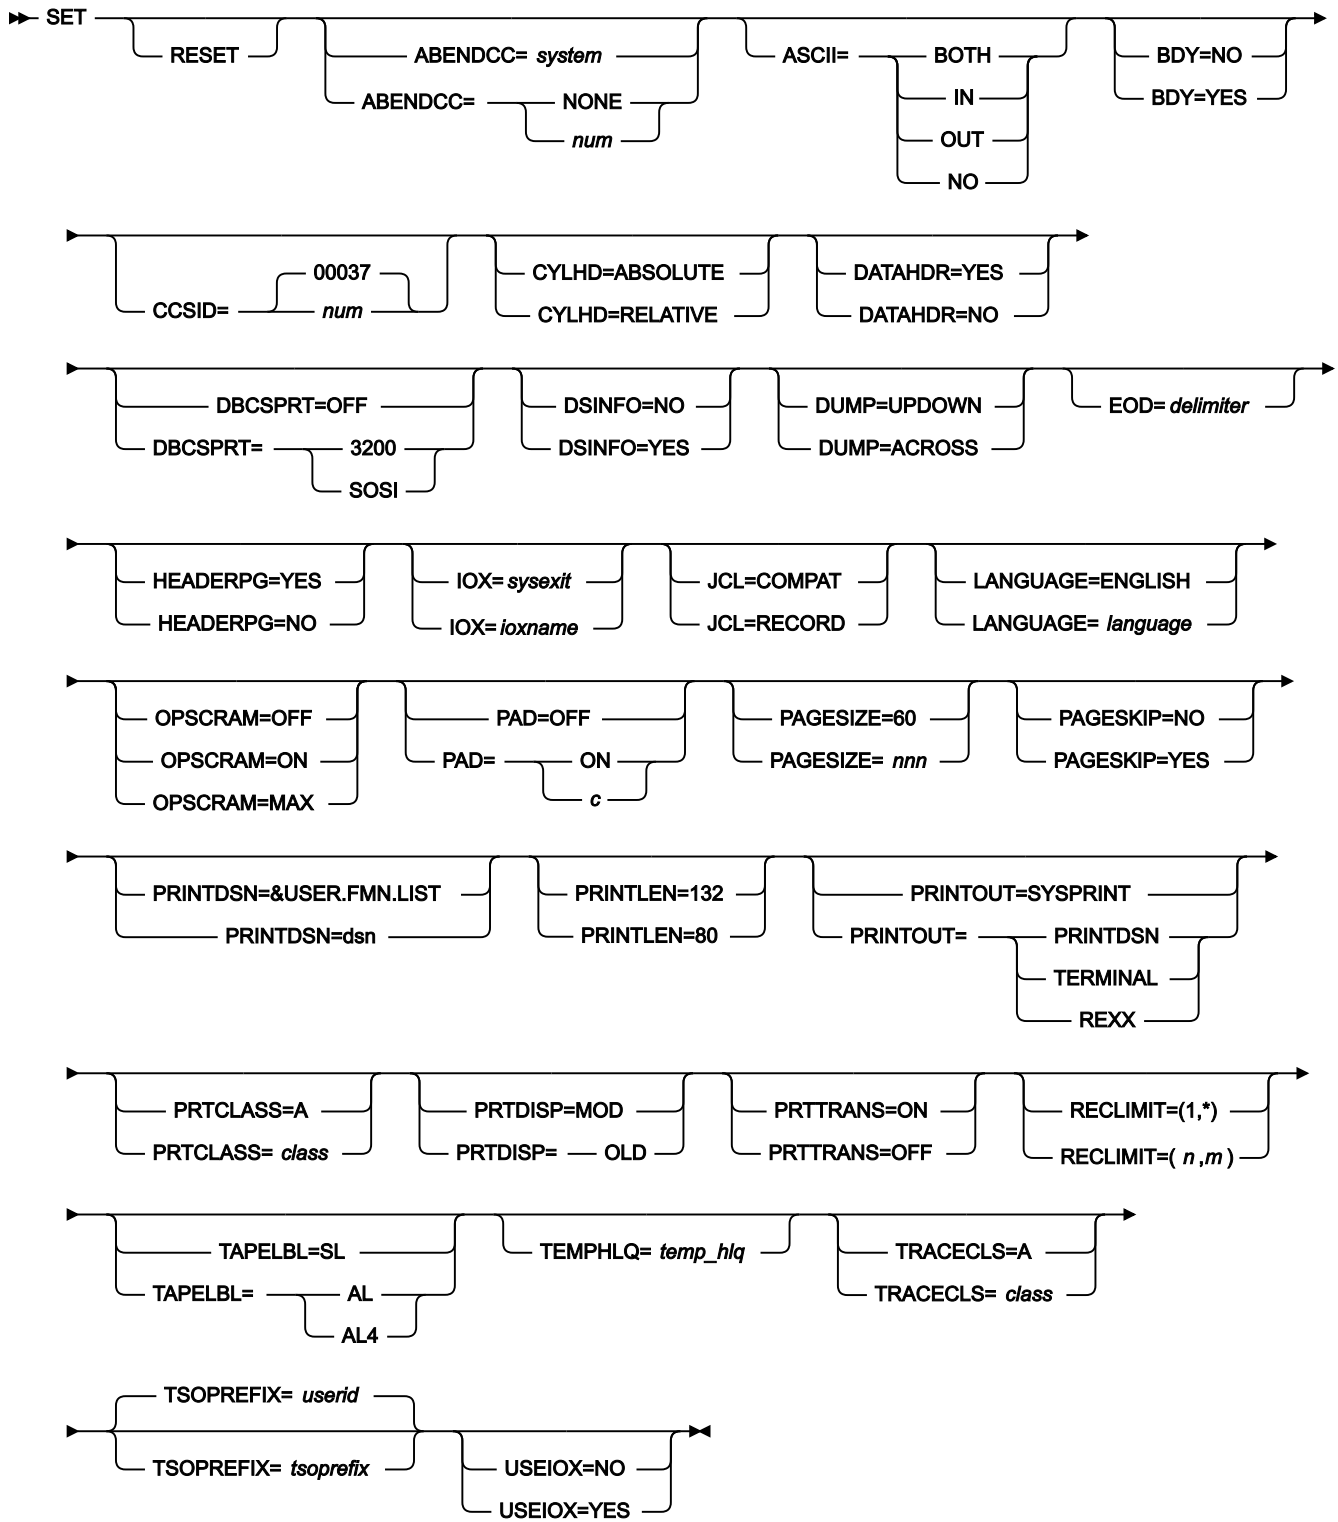 SET
RESET
ABENDCC= system
ABENDCC= NONE
num
ASCII= BOTH
IN
OUT
NO
BDY=NO
BDY=YES
CCSID= 00037
num
CYLHD=ABSOLUTE
CYLHD=RELATIVE
DATAHDR=YES
DATAHDR=NO
DBCSPRT=OFF
DBCSPRT= 3200
SOSI
DSINFO=NO
DSINFO=YES
DUMP=UPDOWN
DUMP=ACROSS
EOD= delimiter
HEADERPG=YES
HEADERPG=NO
IOX= sysexit
IOX= ioxname
JCL=COMPAT
JCL=RECORD
LANGUAGE=ENGLISH
LANGUAGE= language
OPSCRAM=OFF
OPSCRAM=ON
OPSCRAM=MAX
PAD=OFF
PAD= ON
c
PAGESIZE=60
PAGESIZE= nnn
PAGESKIP=NO
PAGESKIP=YES
PRINTDSN=&USER.FMN.LIST
PRINTDSN=dsn
PRINTLEN=132
PRINTLEN=80
PRINTOUT=SYSPRINT
PRINTOUT= PRINTDSN
TERMINAL
REXX
PRTCLASS=A
PRTCLASS= class
PRTDISP=MOD
PRTDISP= OLD
PRTTRANS=ON
PRTTRANS=OFF
RECLIMIT=(1,*)
RECLIMIT=( n ,m )
TAPELBL=SL
TAPELBL= AL
AL4
TEMPHLQ= temp_hlq
TRACECLS=A
TRACECLS= class
TSOPREFIX= userid
TSOPREFIX= tsoprefix
USEIOX=NO
USEIOX=YES